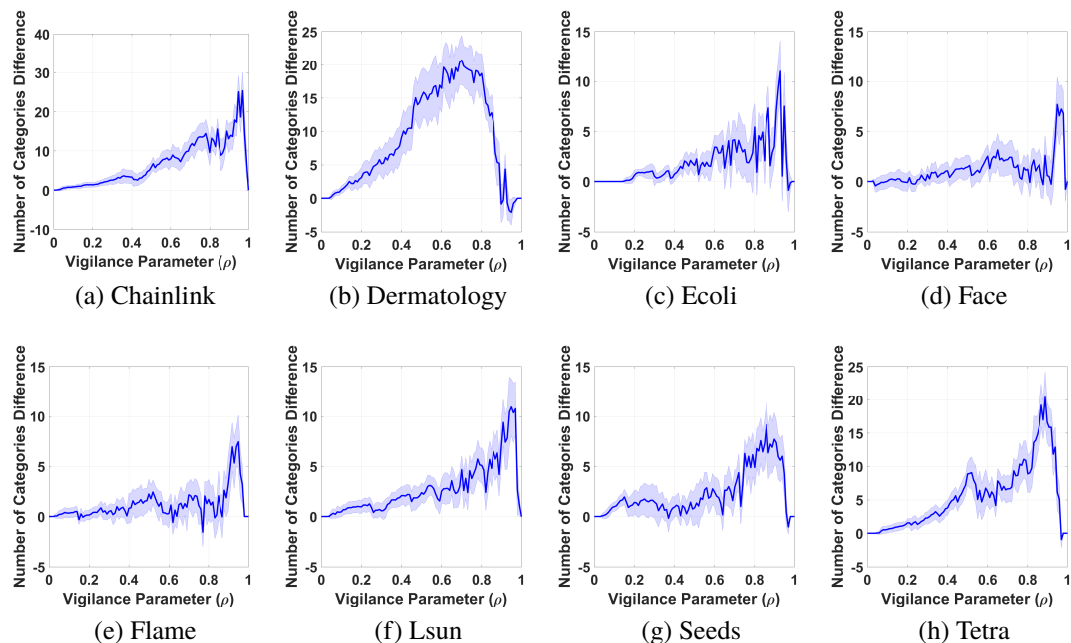 Number of Categories Difference
40
30
20
10
0
-10
0 0.2 0.4 0.6 0.8 1
Vigilance Parameter (ρ)
(a) Chainlink
Number of Categories Difference
25
20
15
10
5
0
-5
0 0.2 0.4 0.6 0.8 1
Vigilance Parameter (ρ)
(b) Dermatology
Number of Categories Difference
15
10
5
0
-5
0 0.2 0.4 0.6 0.8 1
Vigilance Parameter (ρ)
(c) Ecoli
Number of Categories Difference
15
10
5
0
-5
0 0.2 0.4 0.6 0.8 1
Vigilance Parameter (ρ)
(d) Face
Number of Categories Difference
15
10
5
0
-5
0 0.2 0.4 0.6 0.8 1
Vigilance Parameter (ρ)
(e) Flame
Number of Categories Difference
15
10
5
0
-5
0 0.2 0.4 0.6 0.8 1
Vigilance Parameter (ρ)
(f) Lsun
Number of Categories Difference
15
10
5
0
-5
0 0.2 0.4 0.6 0.8 1
Vigilance Parameter (ρ)
(g) Seeds
Number of Categories Difference
25
20
15
10
5
0
-5
0 0.2 0.4 0.6 0.8 1
Vigilance Parameter (ρ)
(h) Tetra